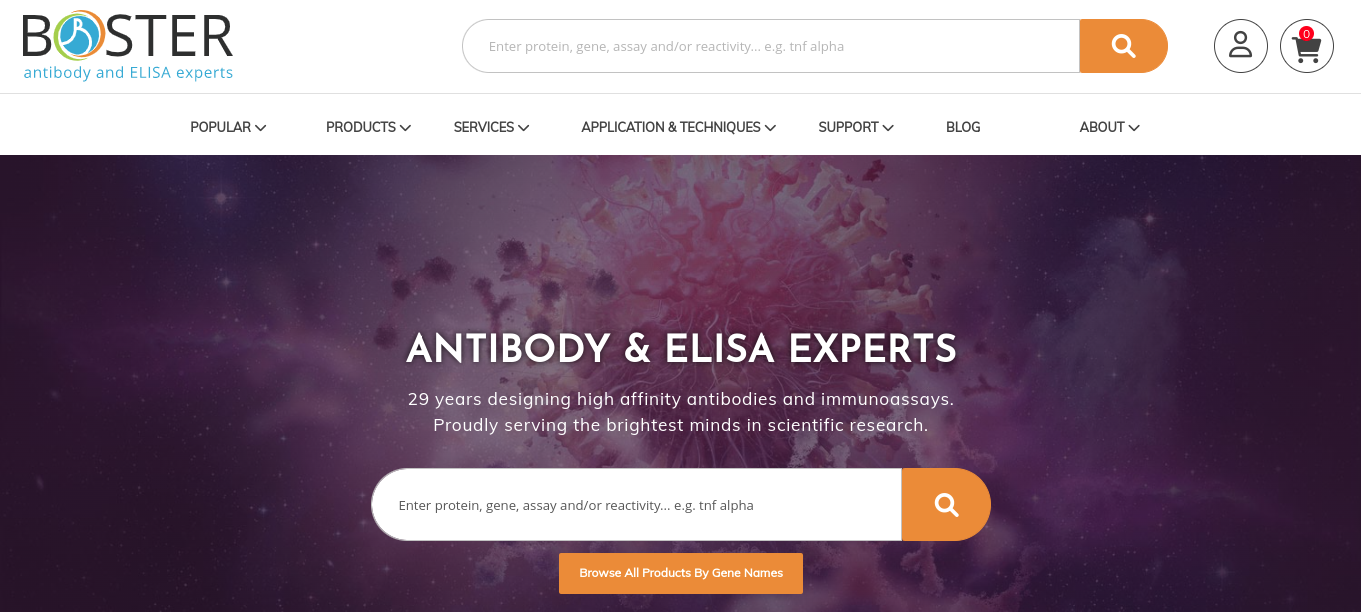 BOSTER
antibody and ELISA experts
Enter protein, gene, assay and/or reactivity... e.g. tnf alpha
0
POPULAR PRODUCTS SERVICES APPLICATION & TECHNIQUES SUPPORT BLOG ABOUT
ANTIBODY & ELISA EXPERTS
29 years designing high affinity antibodies and immunoassays.
Proudly serving the brightest minds in scientific research.
Enter protein, gene, assay and/or reactivity... e.g. tnf alpha
Browse All Products By Gene Names